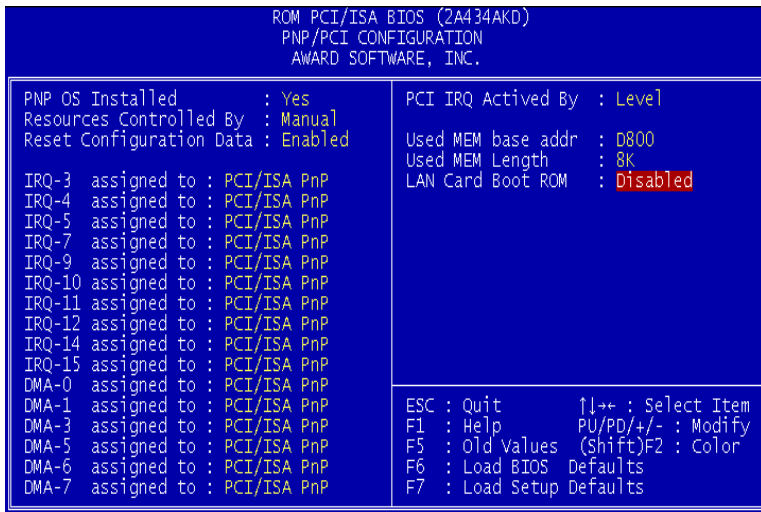 ROM PCI/ISA BIOS (2A434AKD)
PNP/PCI CONFIGURATION
AWARD SOFTWARE, INC.
PNP OS Installed : Yes
Resources Controlled By : Manual
Reset Configuration Data : Enabled
IRQ-3 assigned to : PCI/ISA PnP
IRQ-4 assigned to : PCI/ISA PnP
IRQ-5 assigned to : PCI/ISA PnP
IRQ-7 assigned to : PCI/ISA PnP
IRQ-9 assigned to : PCI/ISA PnP
IRQ-10 assigned to : PCI/ISA PnP
IRQ-11 assigned to : PCI/ISA PnP
IRQ-12 assigned to : PCI/ISA PnP
IRQ-14 assigned to : PCI/ISA PnP
IRQ-15 assigned to : PCI/ISA PnP
DMA-0 assigned to : PCI/ISA PnP
DMA-1 assigned to : PCI/ISA PnP
DMA-3 assigned to : PCI/ISA PnP
DMA-5 assigned to : PCI/ISA PnP
DMA-6 assigned to : PCI/ISA PnP
DMA-7 assigned to : PCI/ISA PnP
PCI IRQ Actived By : Level
Used MEM base addr : D800
Used MEM Length : 8K
LAN Card Boot ROM : Disabled
ESC : Quit ↑↓→← : Select Item
F1 : Help PU/PD/+/- : Modify
F5 : Old Values (Shift)F2 : Color
F6 : Load BIOS Defaults
F7 : Load Setup Defaults